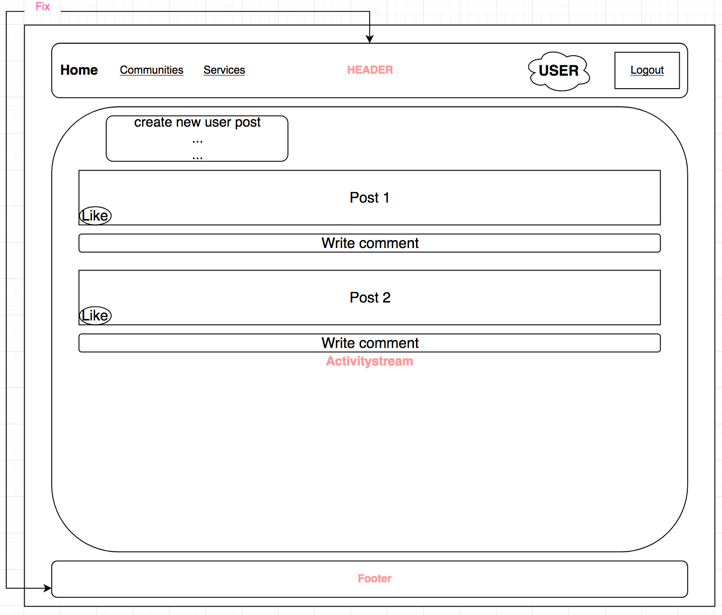 Fix
Home Communities Services HEADER USER Logout
create new user post
...
...
Post 1
Like
Write comment
Post 2
Like
Write comment
Activitystream
Footer